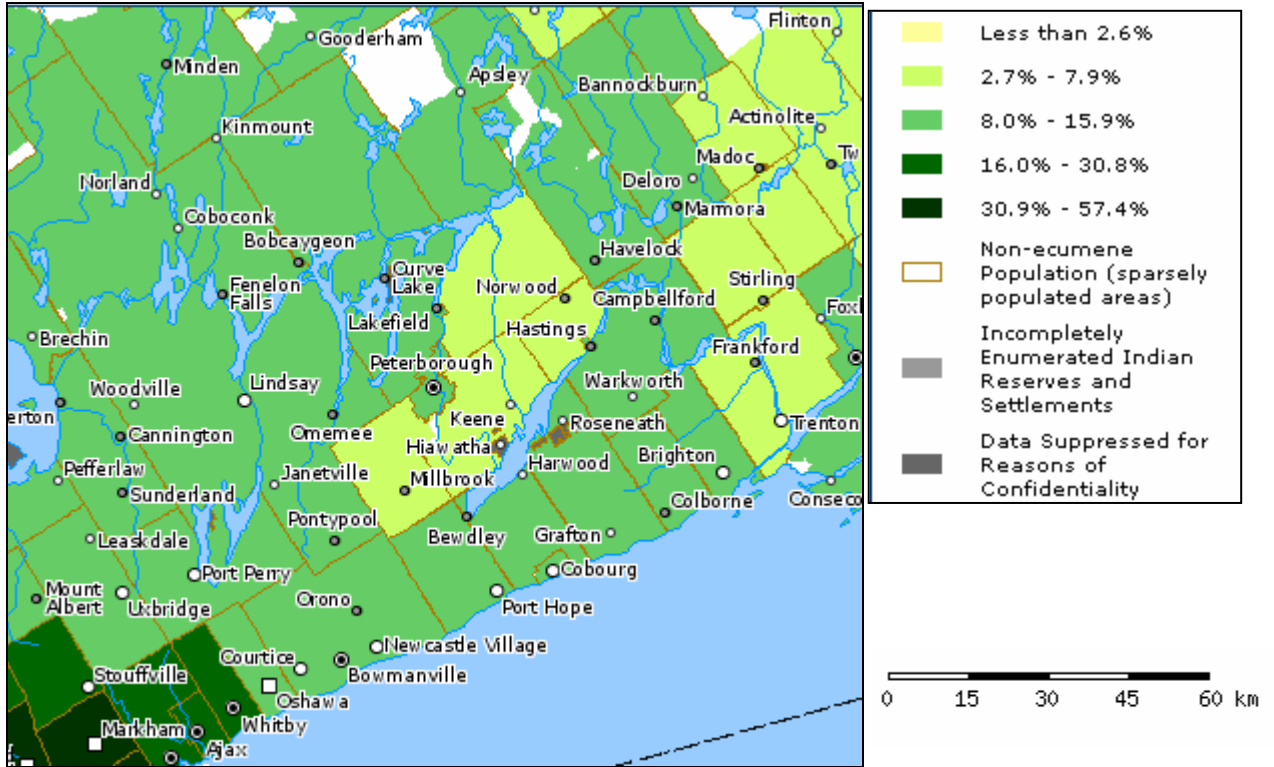 Flinton
Gooderham
Minden
Apsley
Bannockburn
Actinolite
Kinmount
Madoc
Tw
Norland
Deloro
Marmora
Coboconk
Bobcaygeon
Havelock
Curve
Lake
Fenelon
Falls
Norwood
Campbellford
Stirling
Lakefield
Hastings
Foxl
Brechin
Peterborough
Frankford
Woodville
Lindsay
Warkworth
erton
Cannington
Omemee
Keene
Roseneath
Trenton
Hiawatha
Pefferlaw
Janetville
Harwood
Brighton
Millbrook
Sunderland
Colborne
Conseco
Pontypool
Bewdley
Grafton
Leaskdale
Port Perry
Cobourg
Mount
Albert
Uxbridge
Orono
Port Hope
Newcastle Village
Courtice
Bowmanville
Stouffville
Oshawa
Whitby
Markham
Ajax
Less than 2.6%
2.7% - 7.9%
8.0% - 15.9%
16.0% - 30.8%
30.9% - 57.4%
Non-ecumene
Population (sparsely
populated areas)
Incompletely
Enumerated Indian
Reserves and
Settlements
Data Suppressed for
Reasons of
Confidentiality
0 15 30 45 60 km